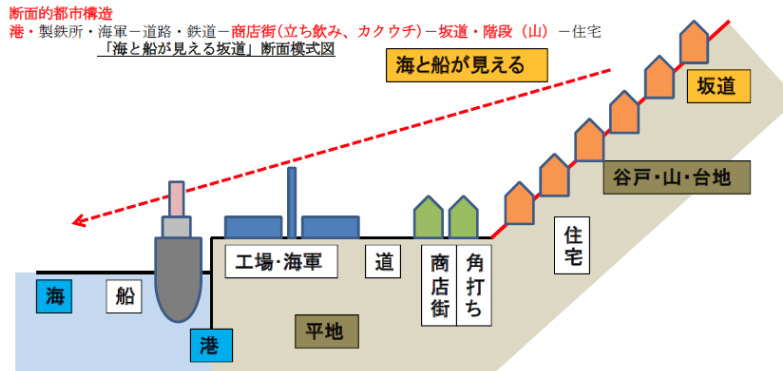 断面的都市構造
港・製鉄所・海軍－道路・鉄道－商店街(立ち飲み、カクウチ)－坂道・階段（山）－住宅
「海と船が見える坂道」断面模式図
海と船が見える
坂道
谷戸・山・台地
住宅
工場・海軍
道
商店街
角打ち
海
船
平地
港